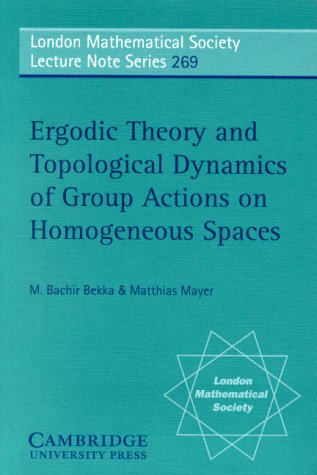 London Mathematical Society
Lecture Note Series 269
Ergodic Theory and
Topological Dynamics
of Group Actions on
Homogeneous Spaces
M. Bachir Bekka & Matthias Mayer
London
Mathematical
Society
CAMBRIDGE
UNIVERSITY PRESS